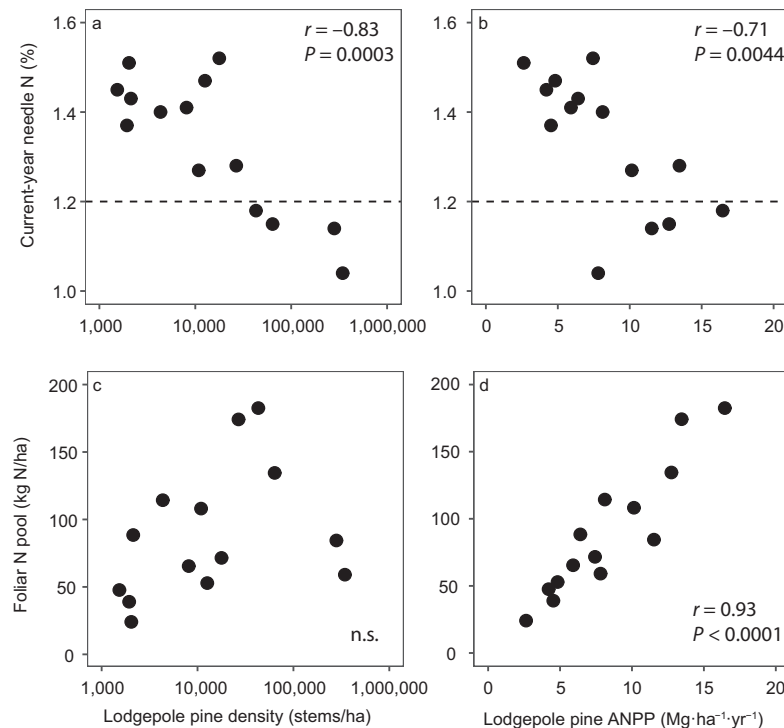 a
r = –0.83
P = 0.0003
b
r = –0.71
P = 0.0044
Current-year needle N (%)
1.6
1.4
1.2
1.0
1,000
10,000
100,000
1,000,000
1.6
1.4
1.2
1.0
0
5
10
15
20
c
n.s.
d
r = 0.93
P < 0.0001
Foliar N pool (kg N/ha)
200
150
100
50
0
1,000
10,000
100,000
1,000,000
Lodgepole pine density (stems/ha)
200
150
100
50
0
0
5
10
15
20
Lodgepole pine ANPP (Mg·ha⁻¹·yr⁻¹)